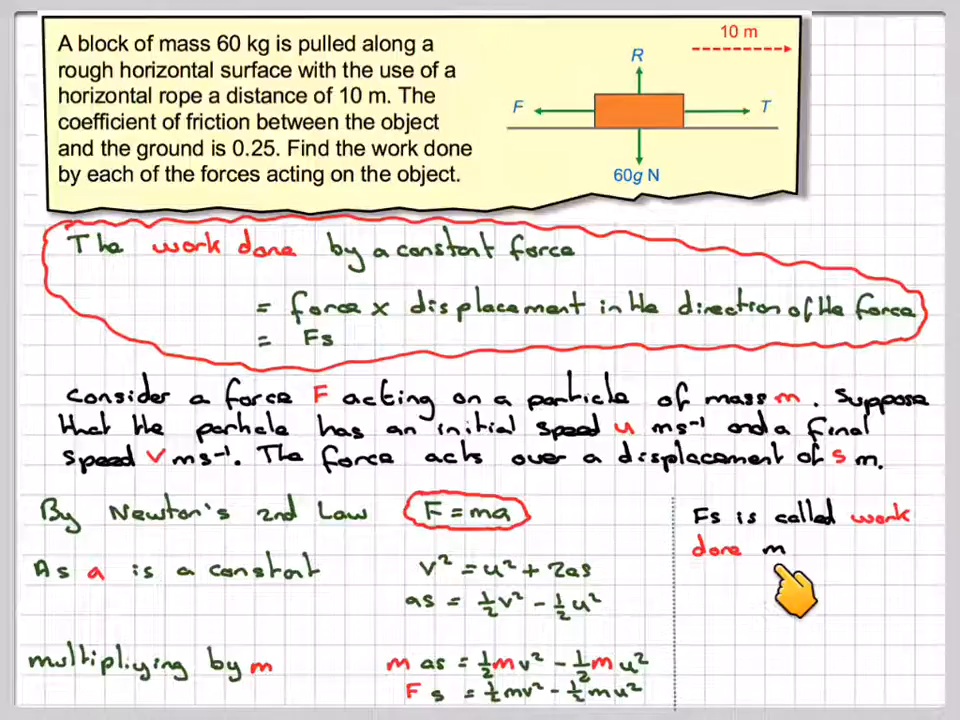 A block of mass 60 kg is pulled along a
rough horizontal surface with the use of a
horizontal rope a distance of 10 m. The
coefficient of friction between the object
and the ground is 0.25. Find the work done
by each of the forces acting on the object.
10 m
R
F
T
60g N
The work done by a constant force
= force x displacement in the direction of the force
= Fs
Consider a force F acting on a particle of mass m. Suppose
that the particle has an initial speed u ms⁻¹ and a final
speed v ms⁻¹. The force acts over a displacement of s m.
By Newton's 2nd Law F = ma
As a is a constant v² = u² + 2as
as = ½v² - ½u²
multipliying by m m as = ½mv² - ½mu²
F s = ½mv² - ½mu²
Fs is called work
done m